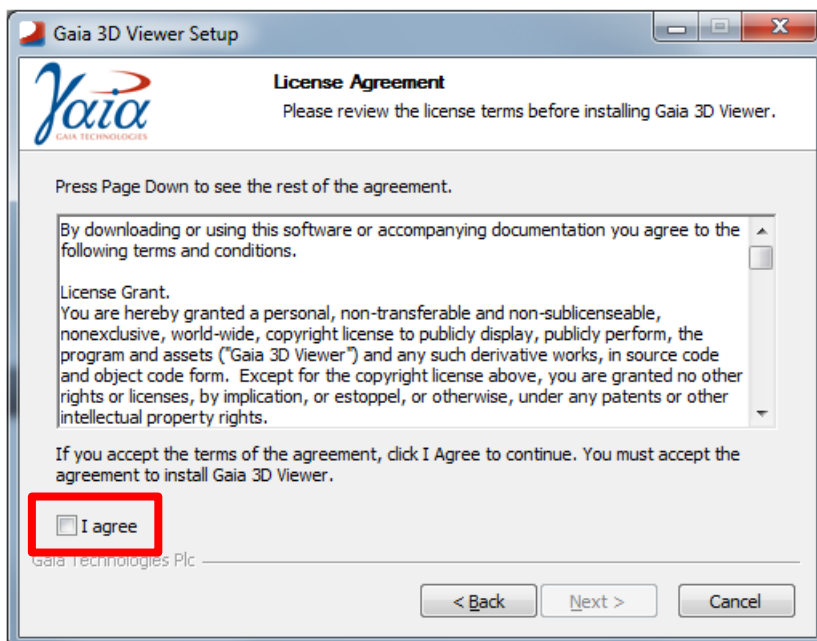 Gaia 3D Viewer Setup
gaia
GAIA TECHNOLOGIES
License Agreement
Please review the license terms before installing Gaia 3D Viewer.
Press Page Down to see the rest of the agreement.
By downloading or using this software or accompanying documentation you agree to the
following terms and conditions.
License Grant.
You are hereby granted a personal, non-transferable and non-sublicenseable,
nonexclusive, world-wide, copyright license to publicly display, publicly perform, the
program and assets ("Gaia 3D Viewer") and any such derivative works, in source code
and object code form.  Except for the copyright license above, you are granted no other
rights or licenses, by implication, or estoppel, or otherwise, under any patents or other
intellectual property rights.
If you accept the terms of the agreement, click I Agree to continue. You must accept the
agreement to install Gaia 3D Viewer.
I agree
Gaia Technologies Plc
< Back
Next >
Cancel